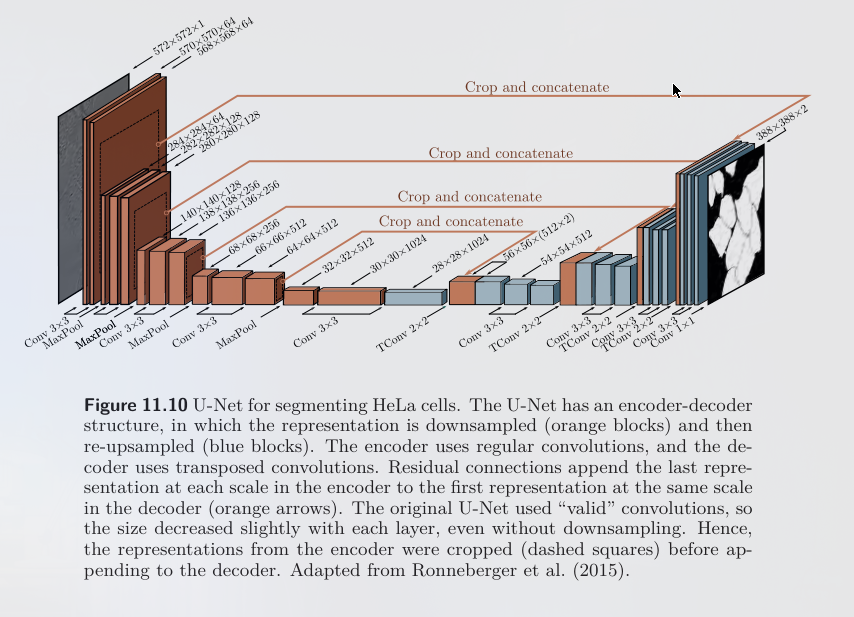 572×572×1
570×570×64
568×568×64
Crop and concatenate
388×388×2
284×284×64
282×282×128
280×280×128
Crop and concatenate
140×140×128
138×138×256
136×136×256
Crop and concatenate
68×68×256
66×66×512
64×64×512
Crop and concatenate
32×32×512
30×30×1024
28×28×1024
56×56×(512×2)
54×54×512
Conv 3×3
MaxPool
MaxPool
Conv 3×3
MaxPool
Conv 3×3
MaxPool
Conv 3×3
TConv 2×2
Conv 3×3
TConv 2×2
Conv 3×3
TConv 2×2
Conv 3×3
TConv 2×2
Conv 3×3
Conv 1×1
Figure 11.10 U-Net for segmenting HeLa cells. The U-Net has an encoder-decoder
structure, in which the representation is downsampled (orange blocks) and then
re-upsampled (blue blocks). The encoder uses regular convolutions, and the de-
coder uses transposed convolutions. Residual connections append the last repre-
sentation at each scale in the encoder to the first representation at the same scale
in the decoder (orange arrows). The original U-Net used “valid” convolutions, so
the size decreased slightly with each layer, even without downsampling. Hence,
the representations from the encoder were cropped (dashed squares) before ap-
pending to the decoder. Adapted from Ronneberger et al. (2015).